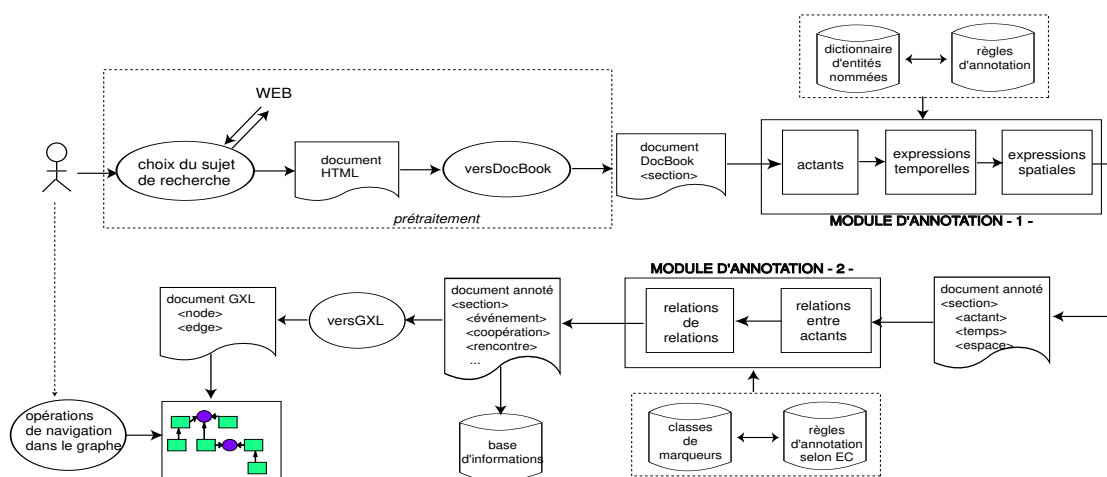 dictionnaire
d'entités
nommées
règles
d'annotation
WEB
choix du sujet
de recherche
document
HTML
versDocBook
prétraitement
document
DocBook
<section>
actants
expressions
temporelles
expressions
spatiales
MODULE D'ANNOTATION - 1 -
MODULE D'ANNOTATION - 2 -
document GXL
<node>
<edge>
versGXL
document annoté
<section>
<événement>
<coopération>
<rencontre>
...
relations
de
relations
relations
entre
actants
document annoté
<section>
<actant>
<temps>
<espace>
opérations
de navigation
dans le graphe
base
d'informations
classes
de
marqueurs
règles
d'annotation
selon EC